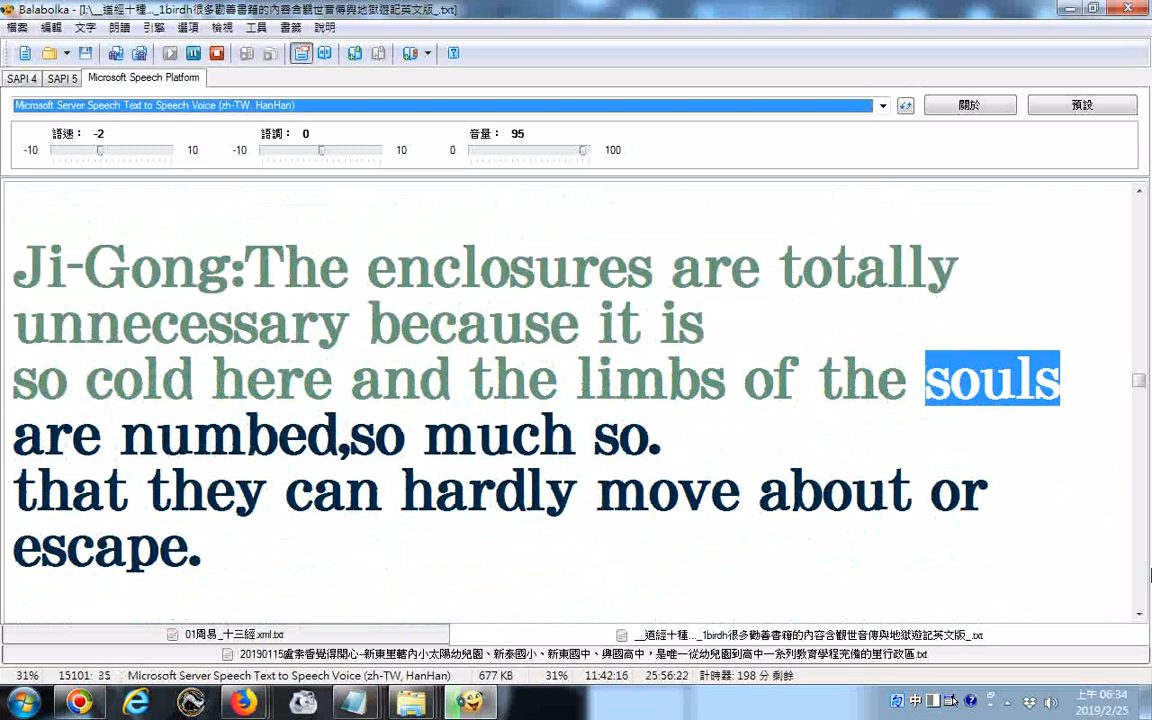 Balabolka - [I:\__道經十種..._1birdh很多勸善書籍的內容含觀世音傳與地獄遊記英文版_.txt]
檔案 編輯 文字 朗讀 引擎 選項 檢視 工具 書籤 說明
SAPI 4 SAPI 5 Microsoft Speech Platform
Microsoft Server Speech Text to Speech Voice (zh-TW, HanHan)
關於 預設
語速： -2 語調： 0 音量： 95
-10 10 -10 10 0 100
Ji-Gong:The enclosures are totally
unnecessary because it is
so cold here and the limbs of the souls
are numbed,so much so.
that they can hardly move about or
escape.
01周易_十三經.xml.txt __道經十種..._1birdh很多勸善書籍的內容含觀世音傳與地獄遊記英文版_.txt
20190115盧素香覺得開心-新東里轄內小太陽幼兒園、新泰國小、新東國中、興國高中，是唯一從幼兒園到高中一系列教育學程完備的里行政區.txt
31% 15101: 35 Microsoft Server Speech Text to Speech Voice (zh-TW, HanHan) 677 KB 31% 11:42:16 25:56:22 計時器: 198 分 剩餘
中 上午 06:34
2019/2/25